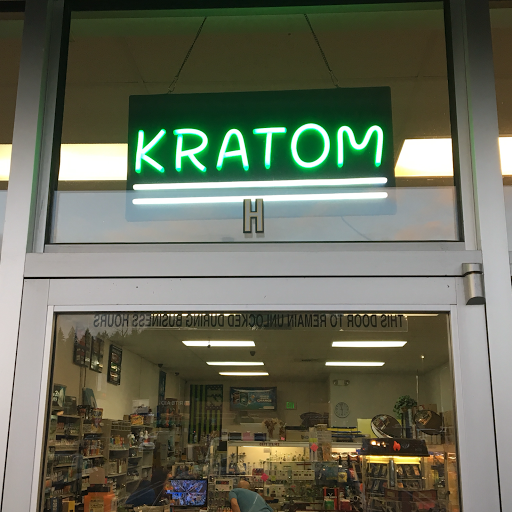 KRATOM
H
THIS DOOR TO REMAIN UNLOCKED DURING BUSINESS HOURS